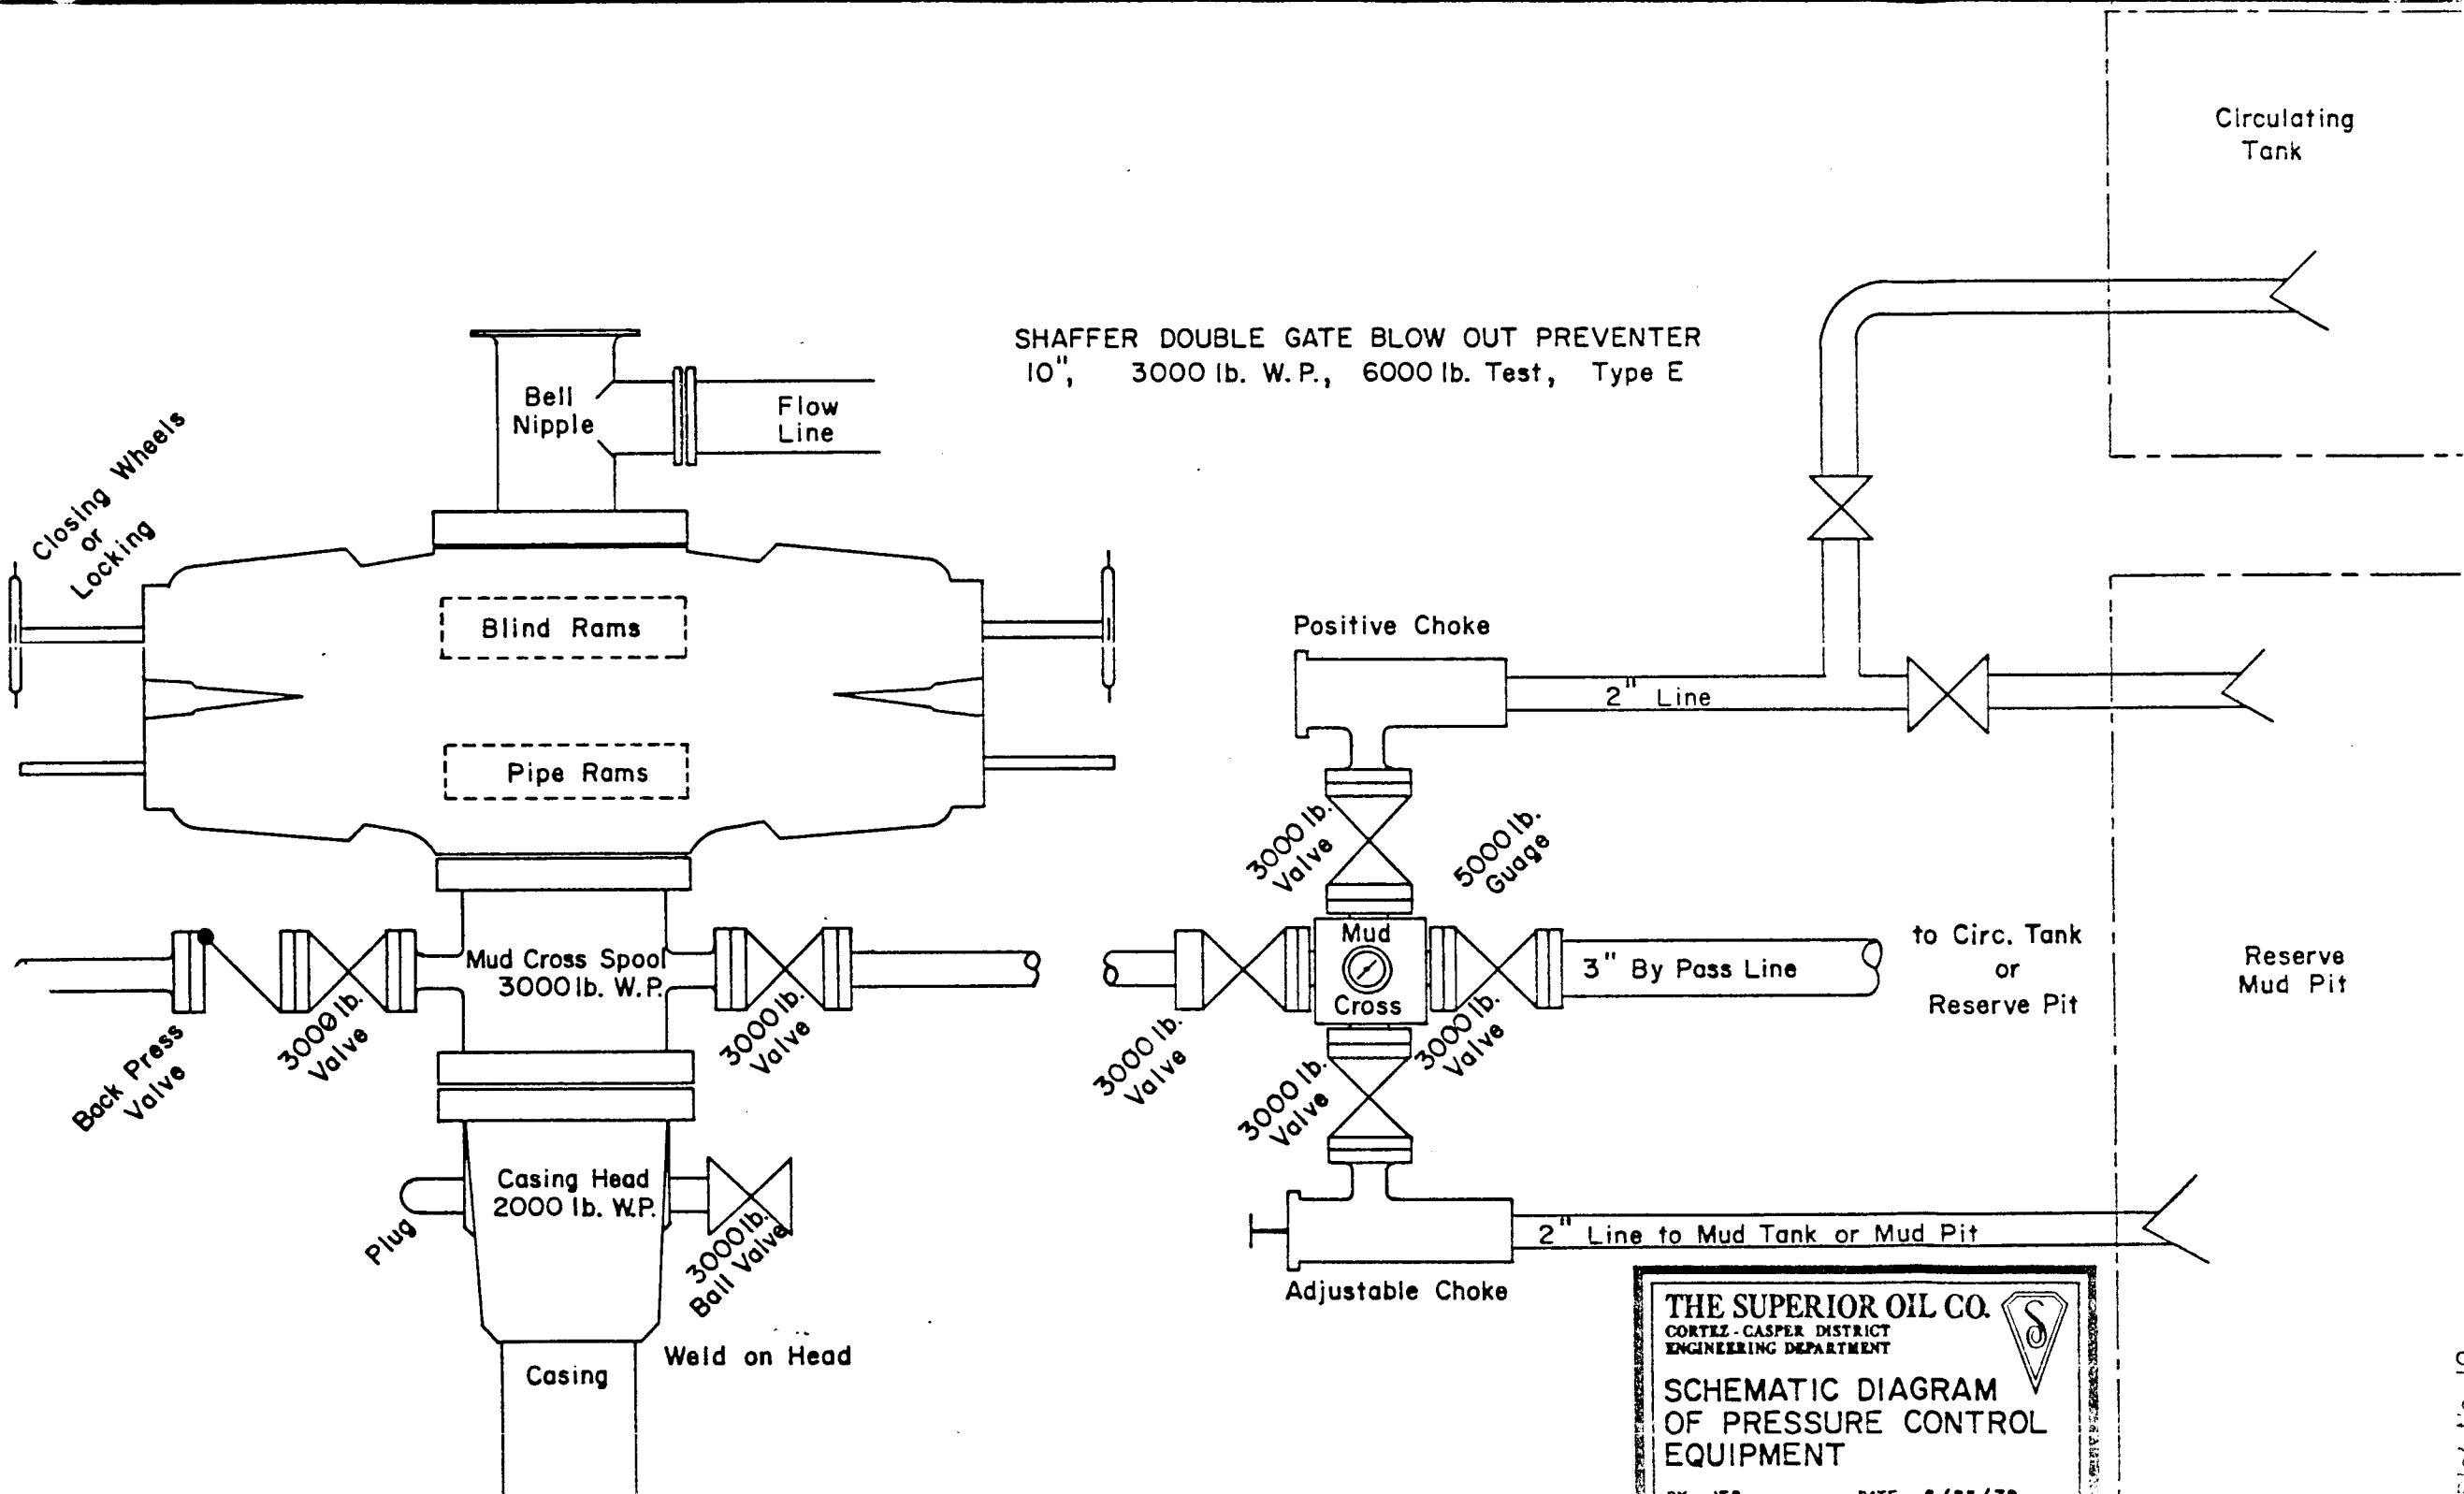 Circulating
Tank
SHAFFER DOUBLE GATE BLOW OUT PREVENTER
10", 3000 lb. W.P., 6000 lb. Test, Type E
Bell
Nipple
Flow
Line
Closing Wheels
or
Locking
Blind Rams
Pipe Rams
Positive Choke
2" Line
3000 lb.
Valve
5000 lb.
Guage
Mud Cross Spool
3000 lb. W.P.
Back Press
Valve
3000 lb.
Valve
3000 lb.
Valve
Mud
Cross
3000 lb.
Valve
3000 lb.
Valve
3000 lb.
Valve
3" By Pass Line
to Circ. Tank
or
Reserve Pit
Reserve
Mud Pit
Casing Head
2000 lb. W.P.
Plug
3000 lb.
Ball Valve
2" Line to Mud Tank or Mud Pit
Adjustable Choke
Weld on Head
Casing
THE SUPERIOR OIL CO.
CORTEZ - CASPER DISTRICT
ENGINEERING DEPARTMENT
S
SCHEMATIC DIAGRAM
OF PRESSURE CONTROL
EQUIPMENT